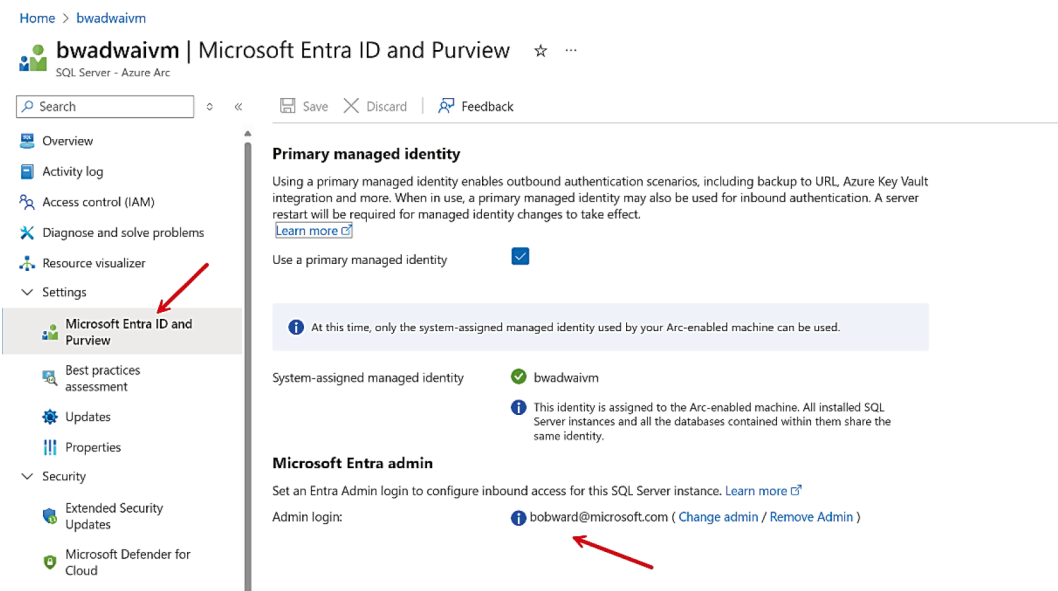 Home > bwadwaivm
bwadwaivm | Microsoft Entra ID and Purview ☆ ...
SQL Server - Azure Arc
Search
Save Discard Feedback
Overview
Activity log
Access control (IAM)
Diagnose and solve problems
Resource visualizer
Settings
Microsoft Entra ID and
Purview
Best practices
assessment
Updates
Properties
Security
Extended Security
Updates
Microsoft Defender for
Cloud
Primary managed identity
Using a primary managed identity enables outbound authentication scenarios, including backup to URL, Azure Key Vault
integration and more. When in use, a primary managed identity may also be used for inbound authentication. A server
restart will be required for managed identity changes to take effect.
Learn more
Use a primary managed identity
At this time, only the system-assigned managed identity used by your Arc-enabled machine can be used.
System-assigned managed identity bwadwaivm
This identity is assigned to the Arc-enabled machine. All installed SQL
Server instances and all the databases contained within them share the
same identity.
Microsoft Entra admin
Set an Entra Admin login to configure inbound access for this SQL Server instance. Learn more
Admin login: bobward@microsoft.com ( Change admin / Remove Admin )